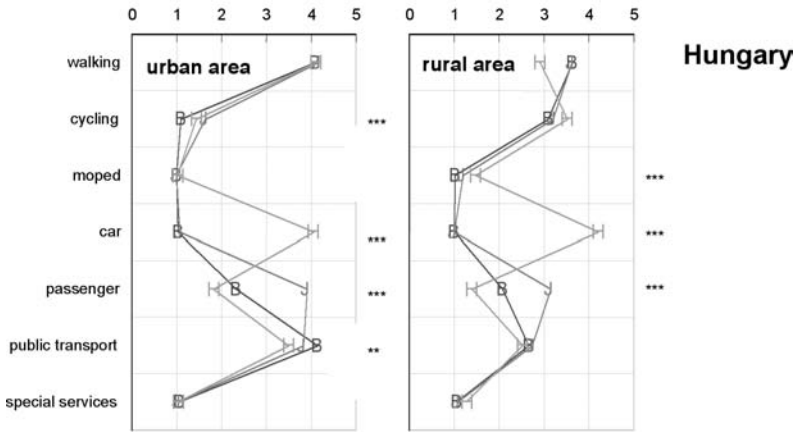 0 1 2 3 4 5 0 1 2 3 4 5
Hungary
urban area rural area
walking
B H B
cycling
B H J *** B J H
moped
B H B H ***
car
B H *** B H ***
passenger
H B J *** H B J ***
public transport
H J B ** H B
special services
B B H